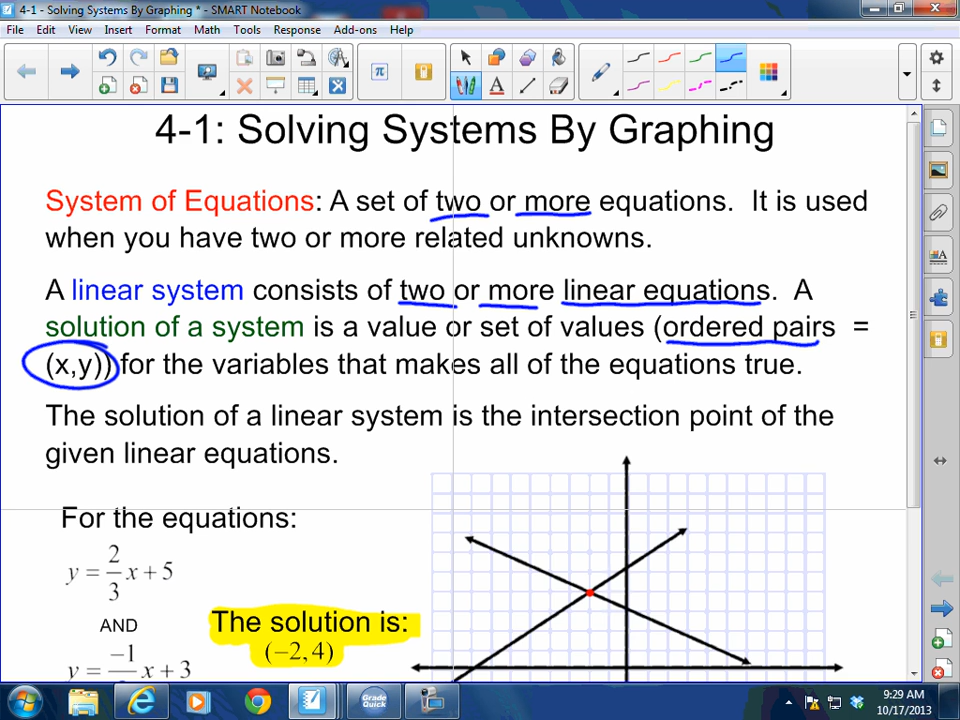 4-1 - Solving Systems By Graphing * - SMART Notebook
File Edit View Insert Format Math Tools Response Add-ons Help
4-1: Solving Systems By Graphing
System of Equations: A set of two or more equations. It is used
when you have two or more related unknowns.
A linear system consists of two or more linear equations. A
solution of a system is a value or set of values (ordered pairs =
(x,y)) for the variables that makes all of the equations true.
The solution of a linear system is the intersection point of the
given linear equations.
For the equations:
y = 2/3 x + 5
AND
The solution is:
(−2, 4)
y = −1/ x + 3
Grade Quick
9:29 AM
10/17/2013